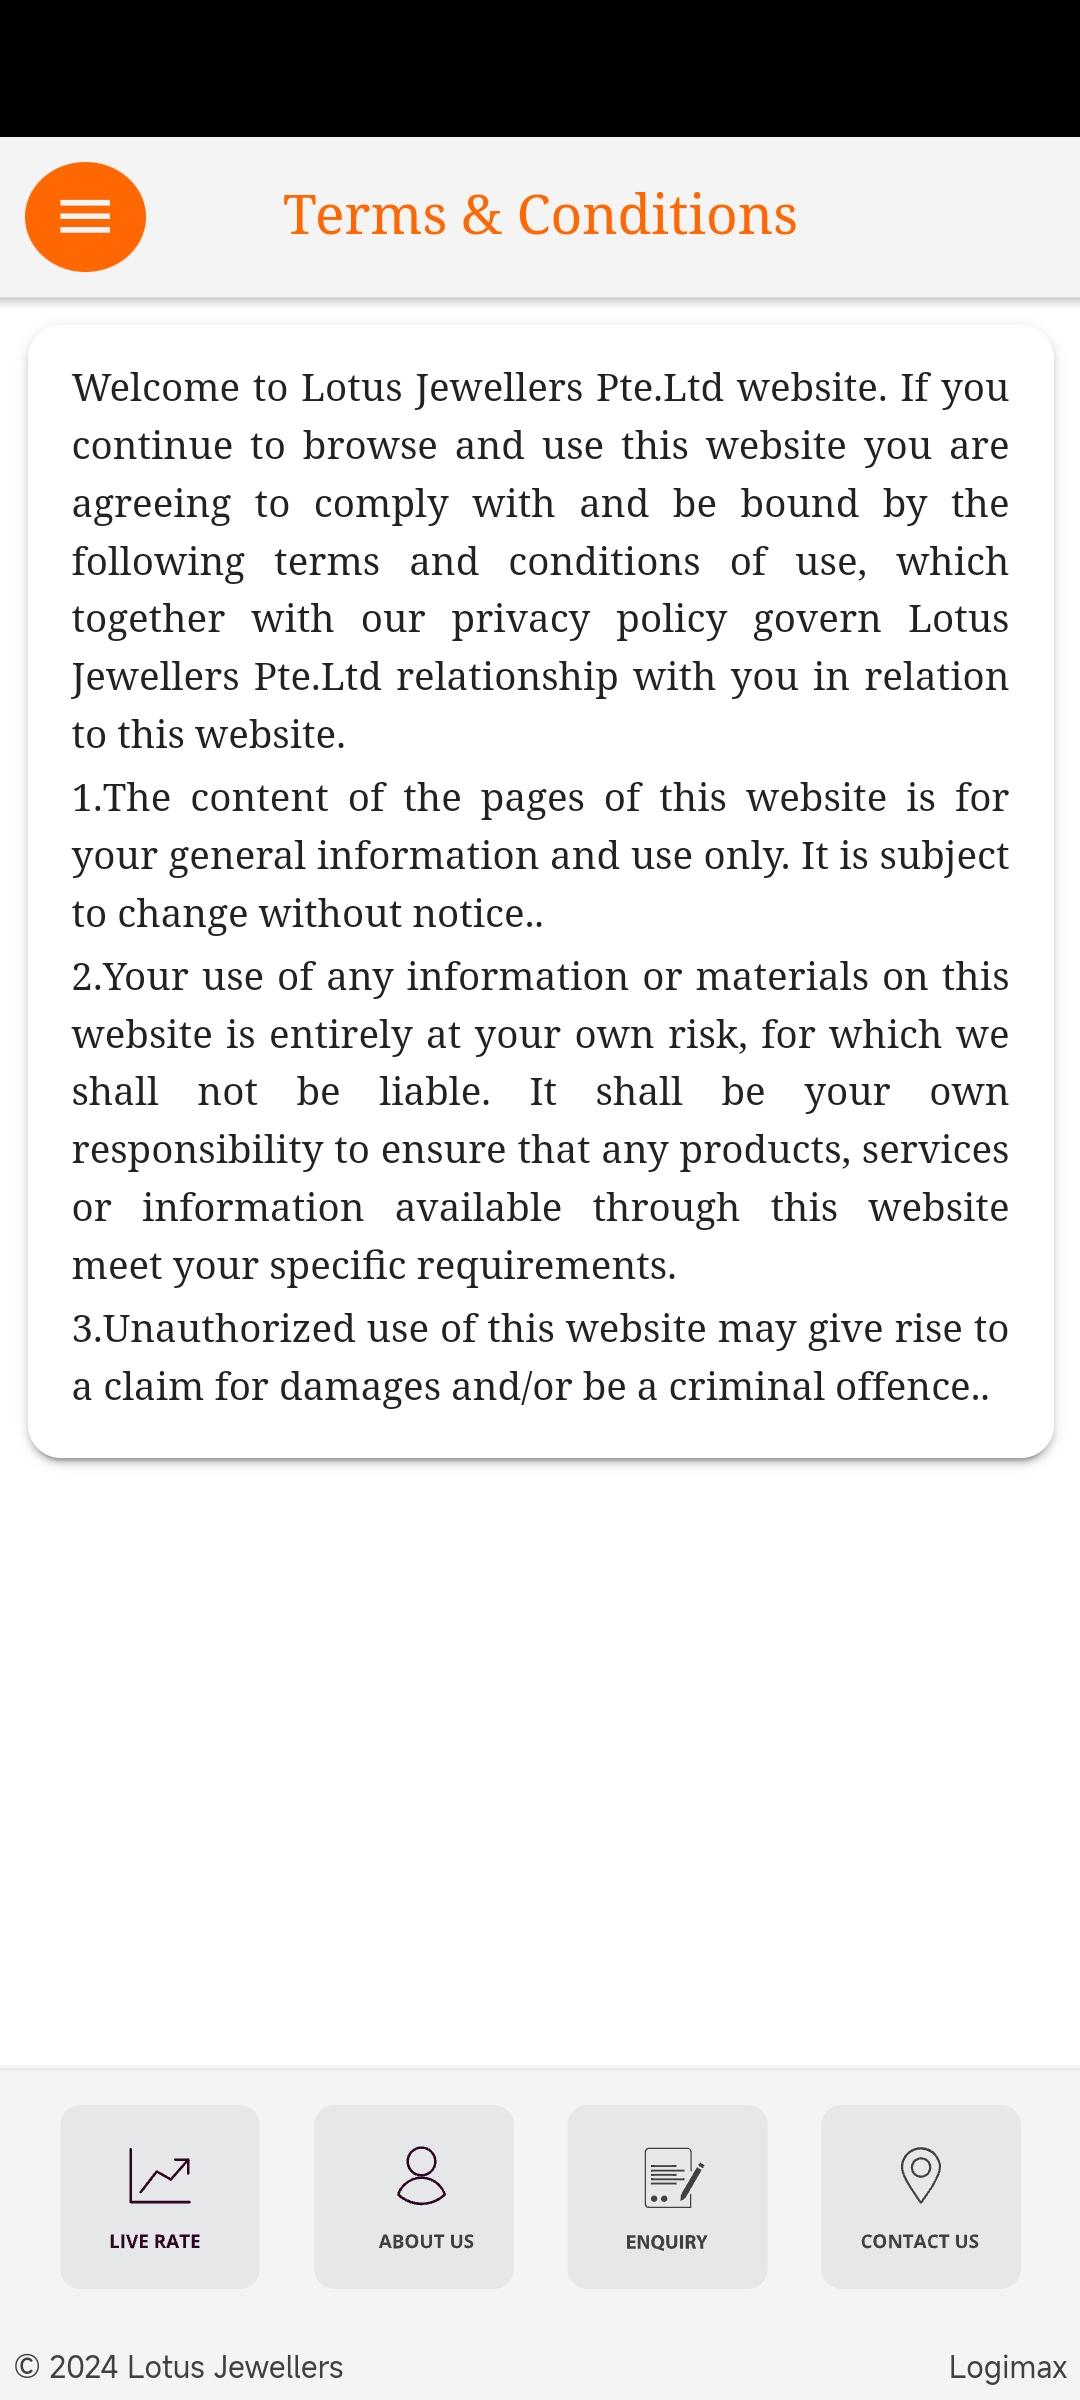 Terms & Conditions
Welcome to Lotus Jewellers Pte.Ltd website. If you
continue to browse and use this website you are
agreeing to comply with and be bound by the
following terms and conditions of use, which
together with our privacy policy govern Lotus
Jewellers Pte.Ltd relationship with you in relation
to this website.
1.The content of the pages of this website is for
your general information and use only. It is subject
to change without notice..
2.Your use of any information or materials on this
website is entirely at your own risk, for which we
shall not be liable. It shall be your own
responsibility to ensure that any products, services
or information available through this website
meet your specific requirements.
3.Unauthorized use of this website may give rise to
a claim for damages and/or be a criminal offence..
LIVE RATE
ABOUT US
ENQUIRY
CONTACT US
© 2024 Lotus Jewellers
Logimax